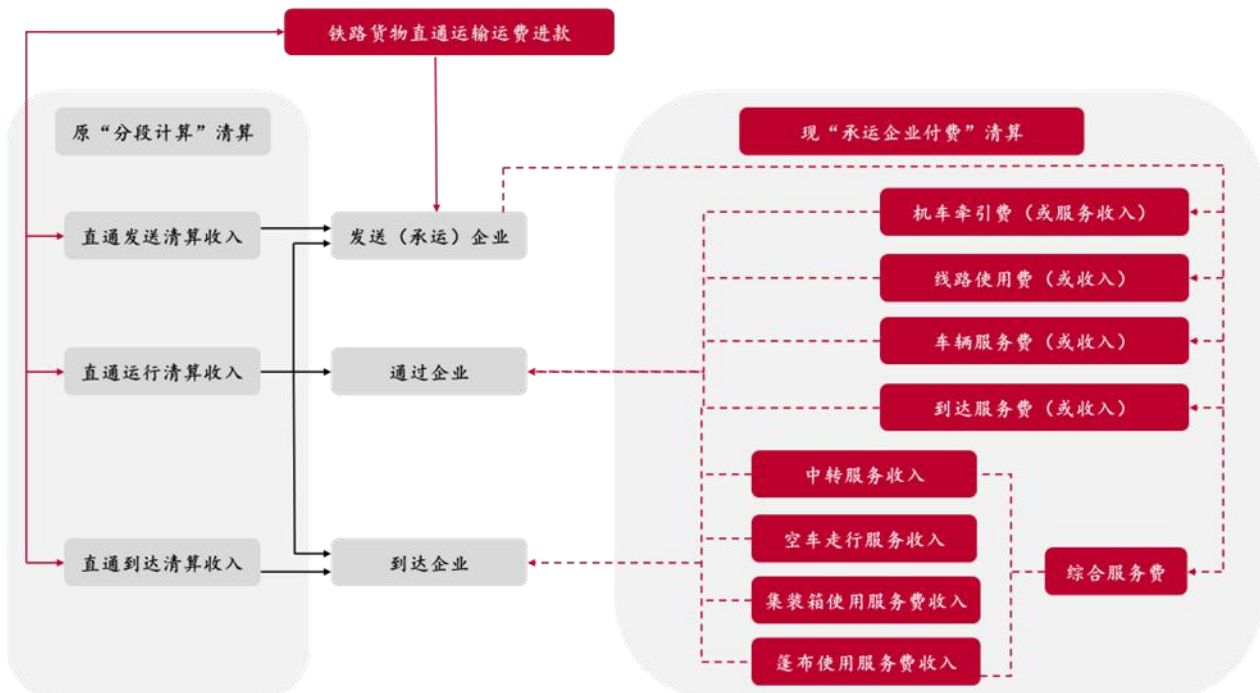 铁路货物直通运输运费进款
原“分段计算”清算
现“承运企业付费”清算
直通发送清算收入
发送（承运）企业
机车牵引费（或服务收入）
线路使用费（或收入）
车辆服务费（或收入）
直通运行清算收入
通过企业
到达服务费（或收入）
中转服务收入
空车走行服务收入
直通到达清算收入
到达企业
综合服务费
集装箱使用服务费收入
篷布使用服务费收入